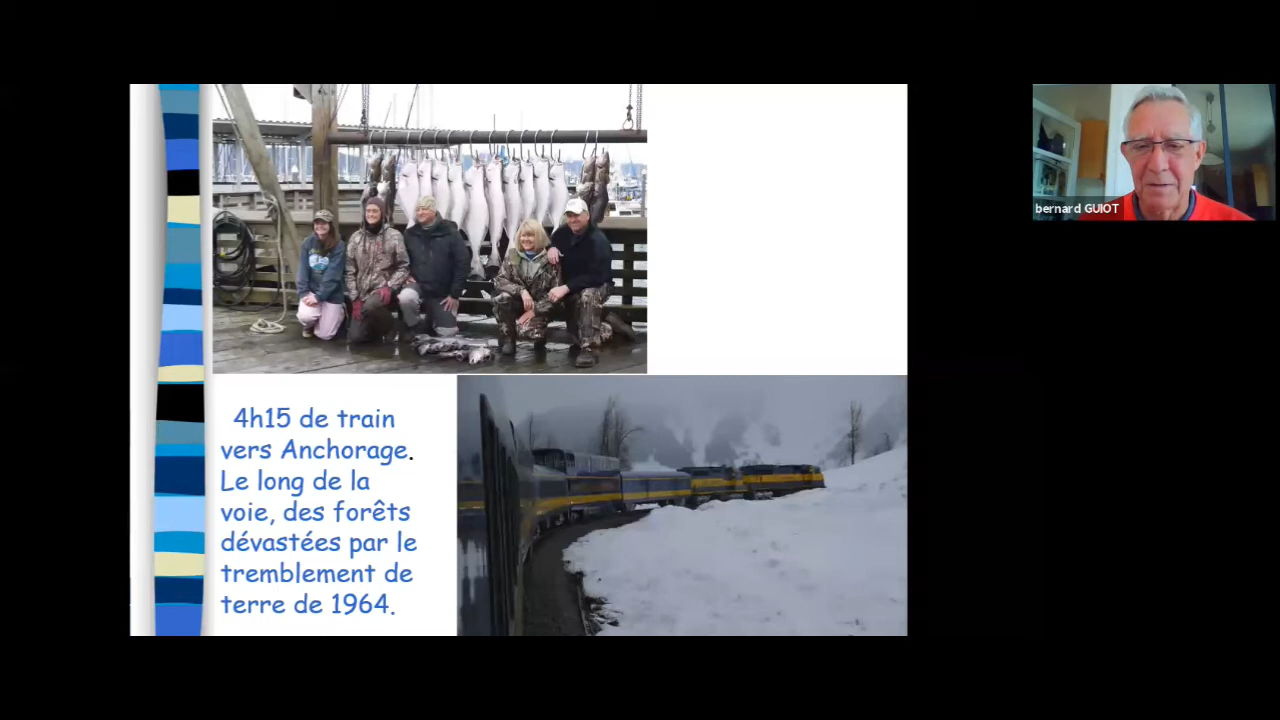 4h15 de train
vers Anchorage.
Le long de la
voie, des forêts
dévastées par le
tremblement de
terre de 1964.
bernard GUIOT